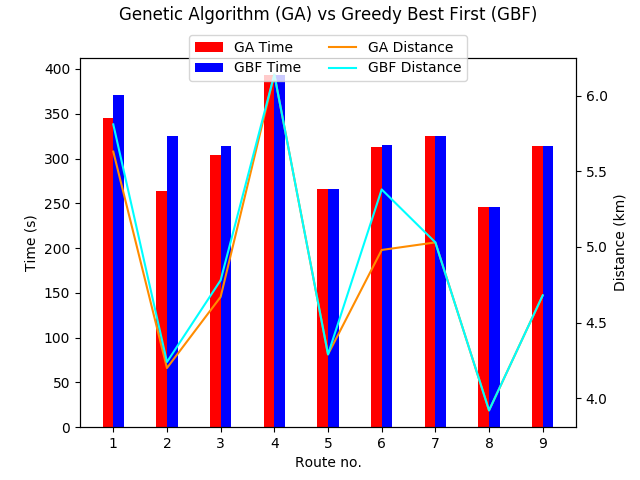 Genetic Algorithm (GA) vs Greedy Best First (GBF)
GA Time
GBF Time
GA Distance
GBF Distance
Time (s)
400
350
300
250
200
150
100
50
0
6.0
5.5
5.0
4.5
4.0
Distance (km)
1 2 3 4 5 6 7 8 9
Route no.